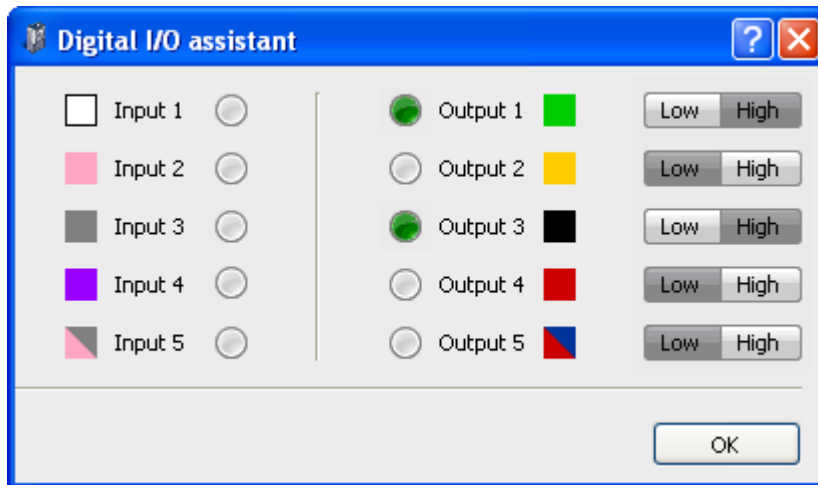 Digital I/O assistant ?
Input 1 Output 1 Low High
Input 2 Output 2 Low High
Input 3 Output 3 Low High
Input 4 Output 4 Low High
Input 5 Output 5 Low High
OK